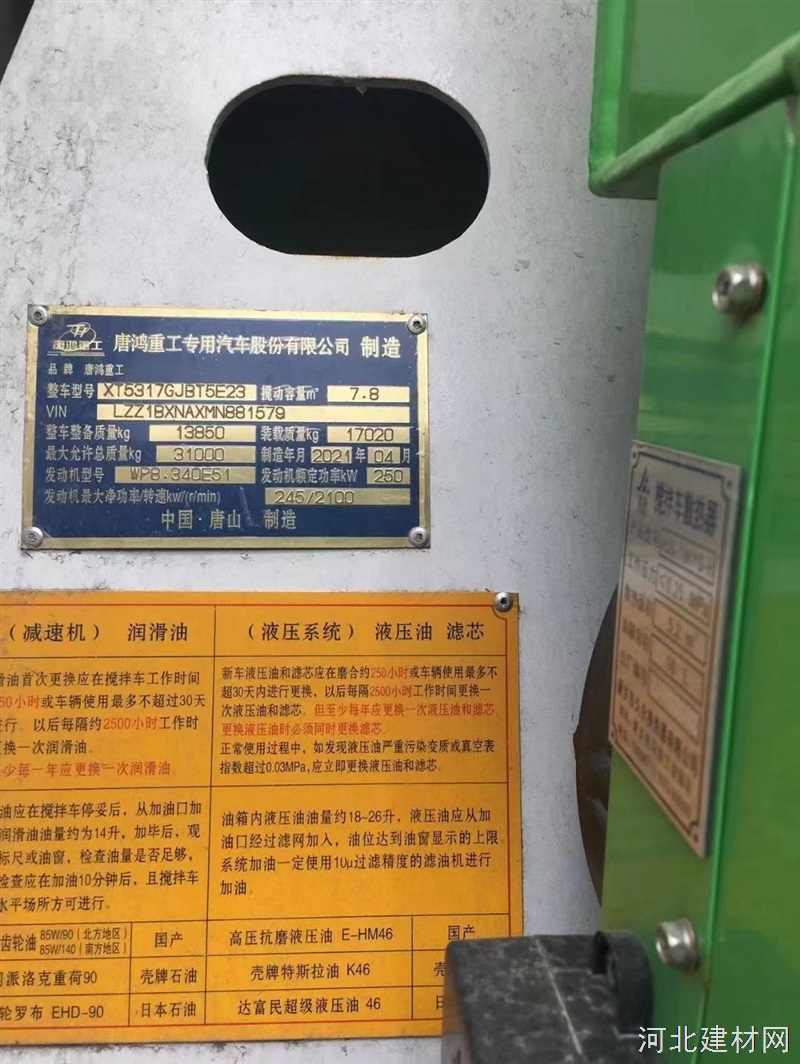 唐鸿重工
唐鸿重工专用汽车股份有限公司 制造
品牌 唐鸿重工
整车型号 XT5317GJBT5E23 搅动容量m³ 7.8
VIN LZZ1BXNAXMN881579
整车整备质量kg 13850 装载质量kg 17020
最大允许总质量kg 31000 制造年月 2021年04月
发动机型号 WP8.340E51 发动机额定功率kW 250
发动机最大净功率/转速kw/(r/min) 245/2100
中国·唐山 制造
搅拌车散热器
工作压力
MPa
（减速机） 润滑油
滑油首次更换应在搅拌车工作时间
50小时或车辆使用最多不超过30天
进行，以后每隔约2500小时工作时
换一次润滑油。
少每一年应更换一次润滑油
油应在搅拌车停妥后，从加油口加
润滑油油量约为14升，加毕后，观
标尺或油窗，检查油量是否足够，
检查应在加油10分钟后，且搅拌车
水平场所方可进行。
齿轮油 85W/90（北方地区） 国产
85W/140（南方地区）
派洛克重荷90 壳牌石油
轮罗布 EHD-90 日本石油
（液压系统） 液压油 滤芯
新车液压油和滤芯应在磨合约250小时或车辆使用最多不
超30天内进行更换，以后每隔2500小时工作时间更换一
次液压油和滤芯。但至少每年应更换一次液压油和滤芯，
更换液压油时必须同时更换滤芯。
正常使用过程中，如发现液压油严重污染变质或真空表
指数超过0.03MPa,应立即更换液压油和滤芯。
油箱内液压油油量约18~26升，液压油应从加
油口经过滤网加入，油位达到油窗显示的上限
系统加油一定使用10μ过滤精度的滤油机进行
加油。
高压抗磨液压油 E-HM46 国产
壳牌特斯拉油 K46 壳
达富民超级液压油 46 日
河北建材网